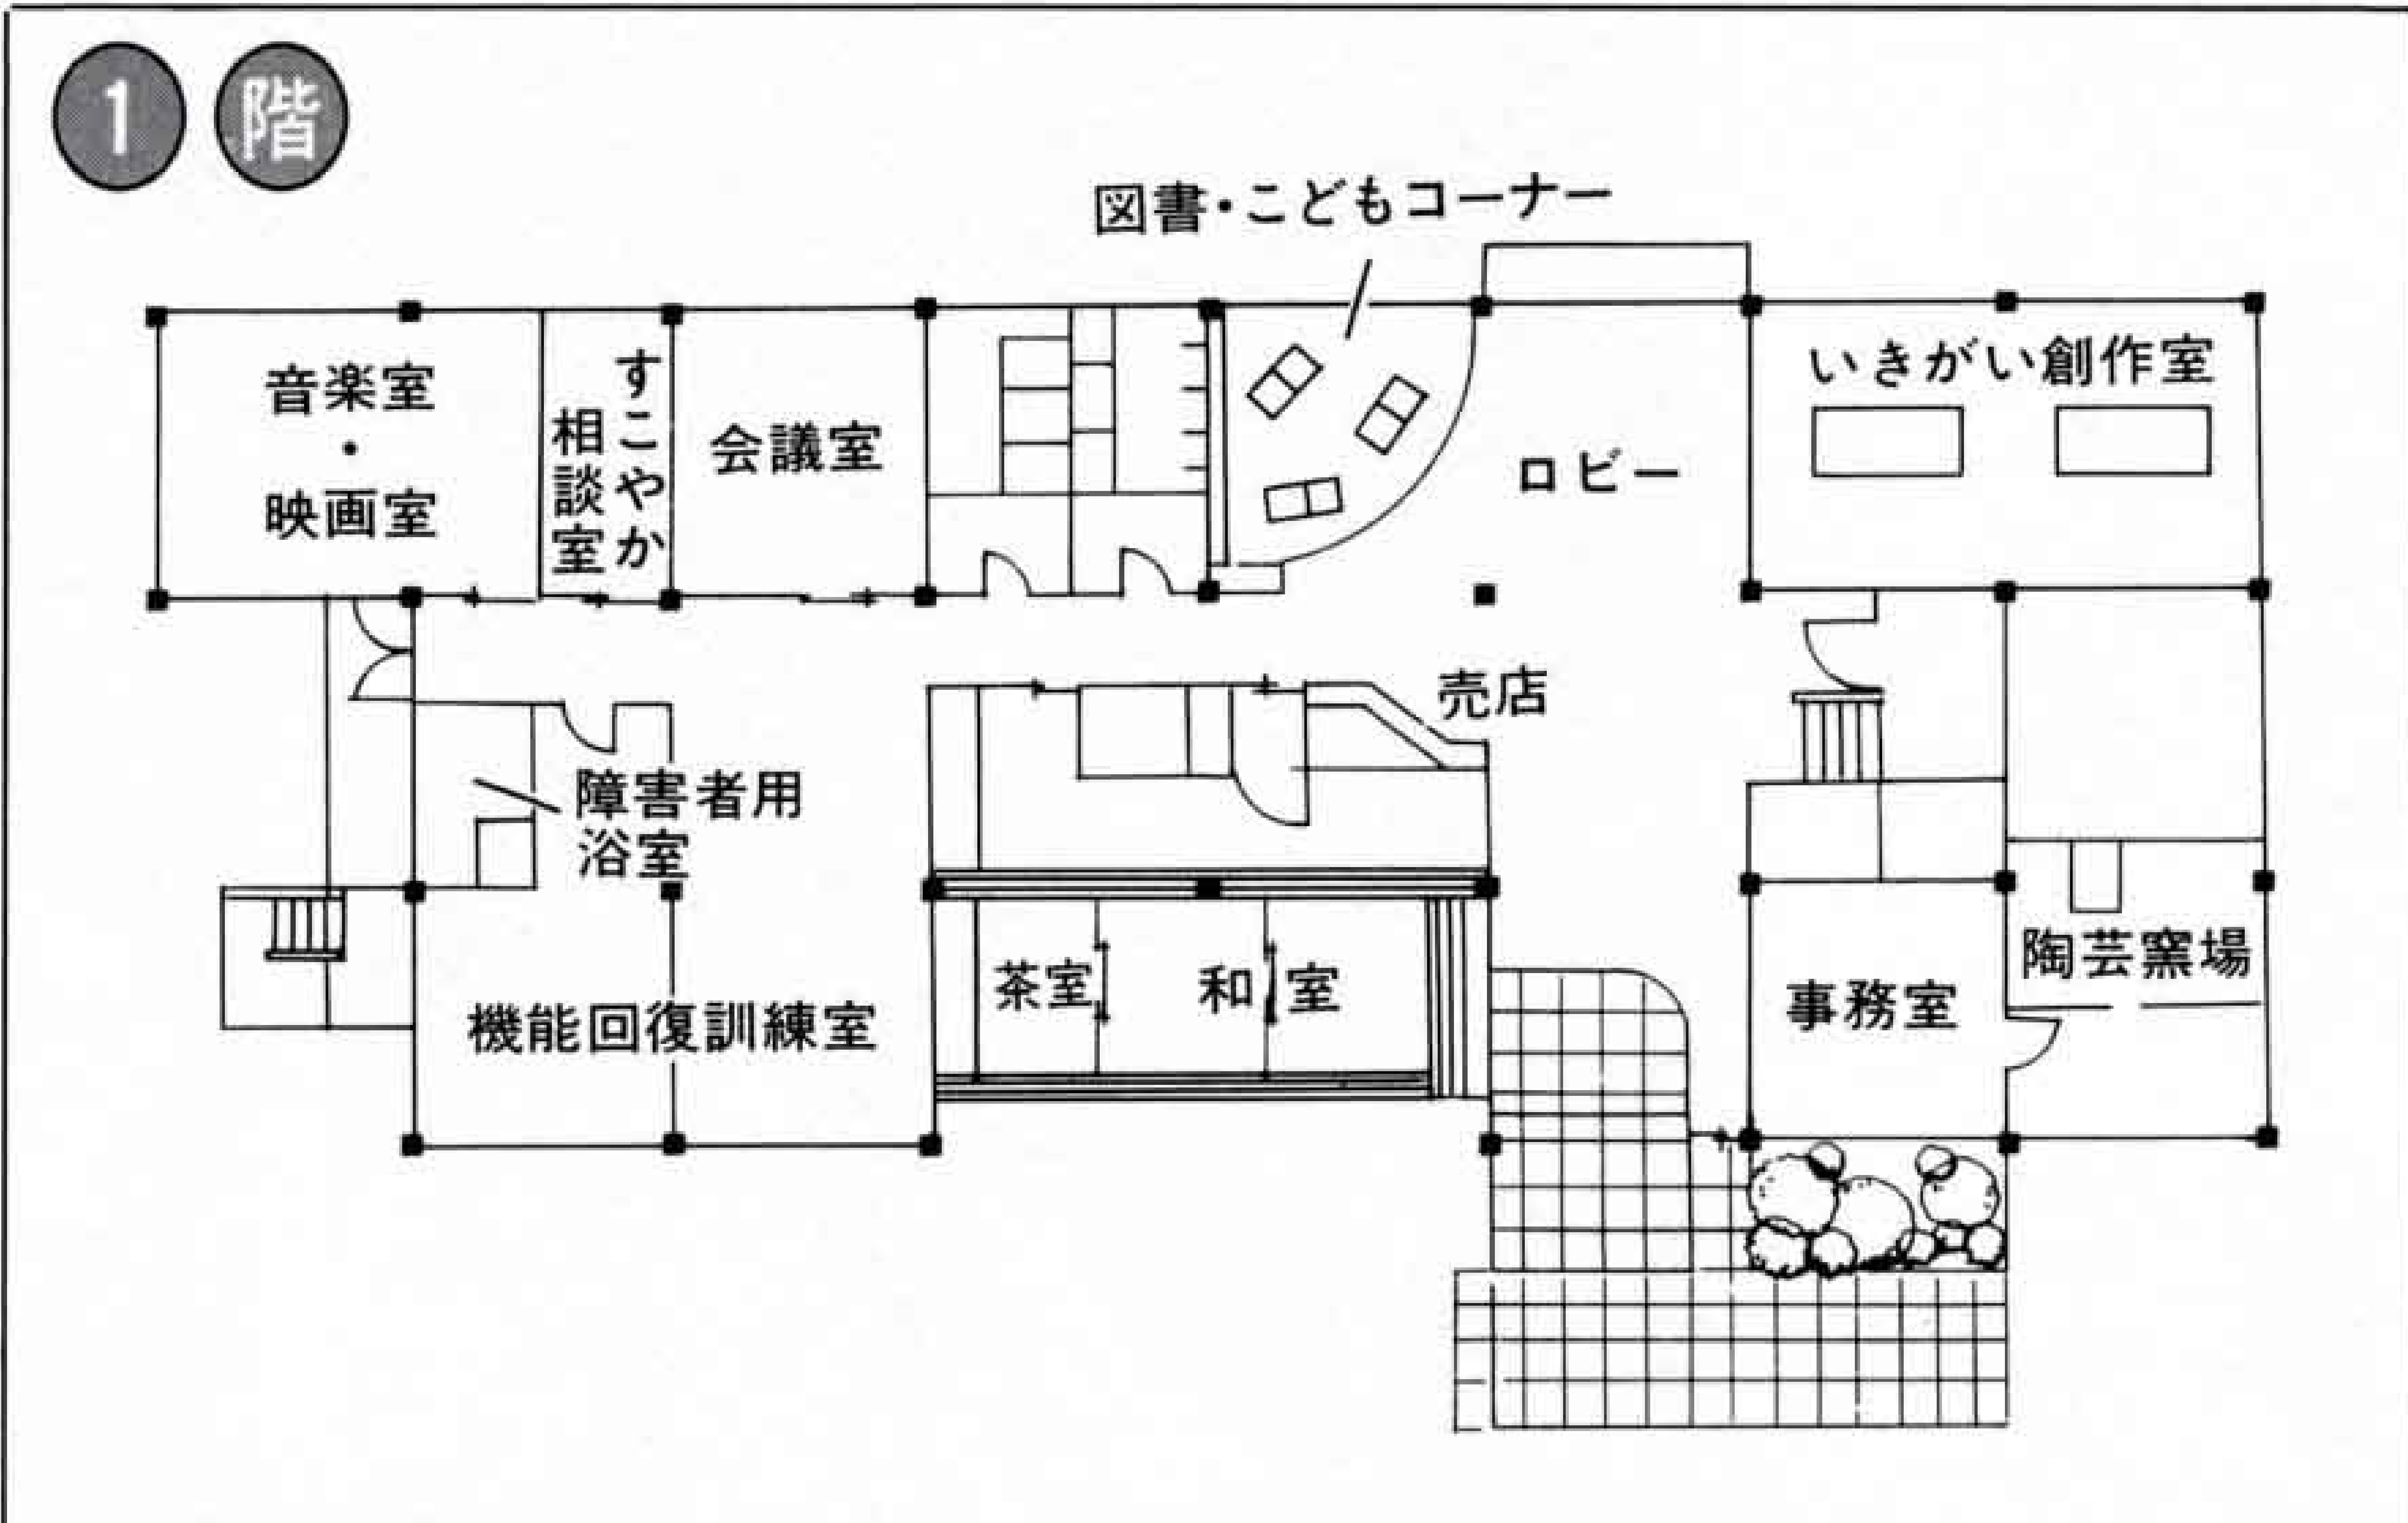 1階
図書・こどもコーナー
音楽室
・
映画室
すこやか
相談室
会議室
ロビー
いきがい創作室
売店
障害者用
浴室
機能回復訓練室
茶室
和室
事務室
陶芸窯場